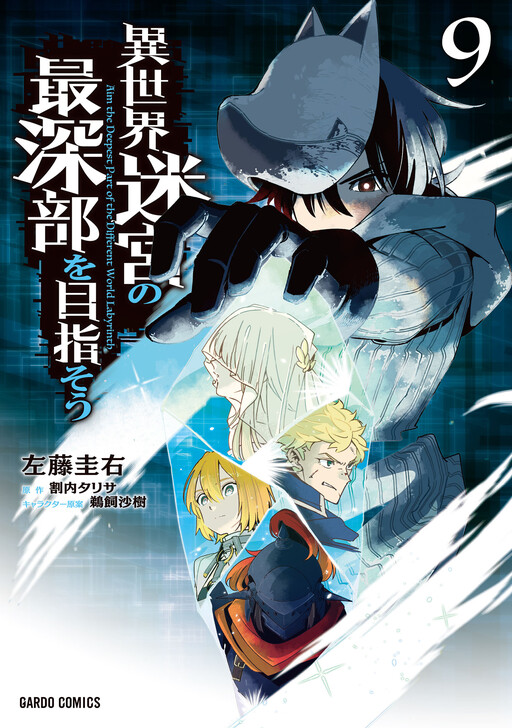 異世界迷宮の
最深部を目指そう
Aim the Deepest Part of the Different World Labyrinth
9
左藤圭右
原作 割内タリサ
キャラクター原案 鵜飼沙樹
GARDO COMICS